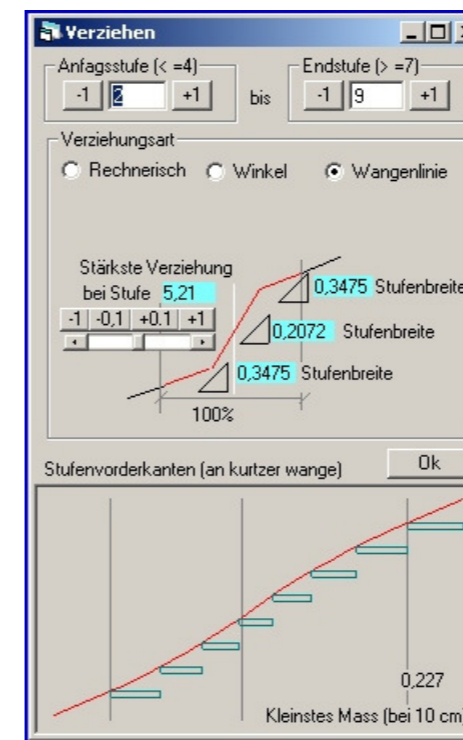 Verziehen
Anfagsstufe (< =4)
Endstufe (> =7)
-1 2 +1 bis -1 9 +1
Verziehungsart
Rechnerisch Winkel Wangenlinie
Stärkste Verziehung
bei Stufe 5,21
-1 -0,1 +0.1 +1
0,3475 Stufenbreite
0,2072 Stufenbreite
0,3475 Stufenbreite
100%
Stufenvorderkanten (an kurtzer wange)
Ok
0,227
Kleinstes Mass (bei 10 cm)